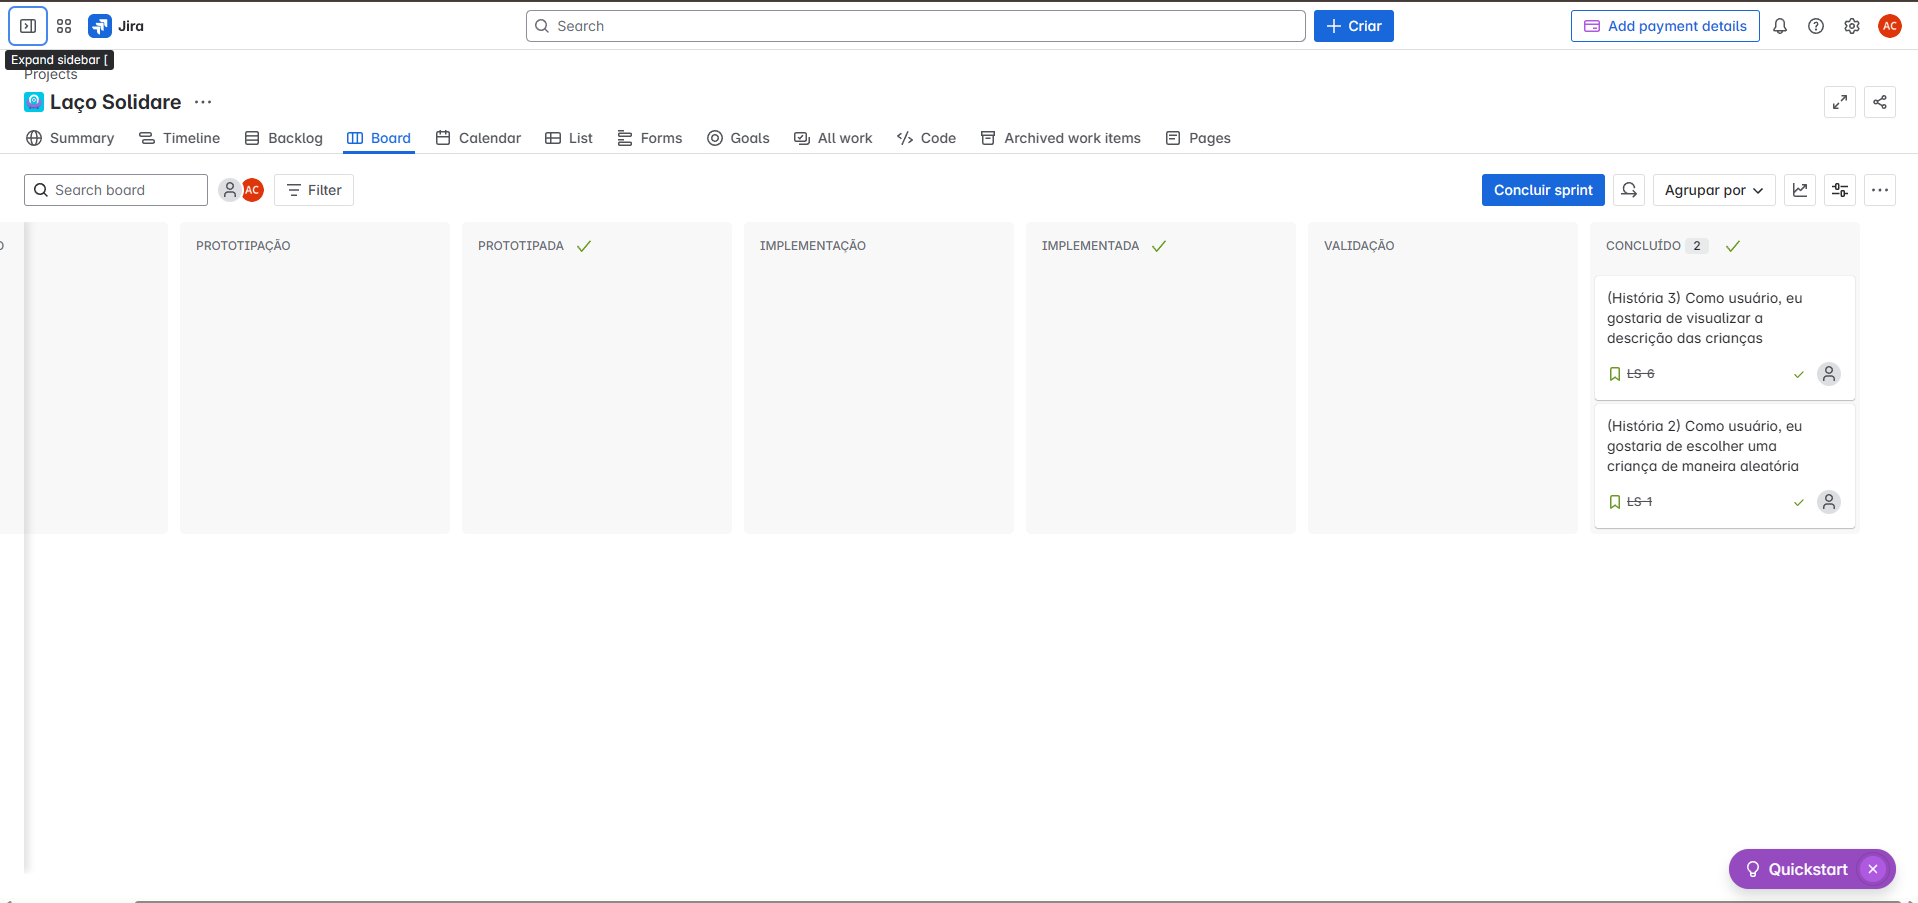 Jira
Search
Criar
Add payment details
AC
Expand sidebar [
Projects
Laço Solidare
Summary
Timeline
Backlog
Board
Calendar
List
Forms
Goals
All work
Code
Archived work items
Pages
Search board
AC
Filter
Concluir sprint
Agrupar por
O
PROTOTIPAÇÃO
PROTOTIPADA
IMPLEMENTAÇÃO
IMPLEMENTADA
VALIDAÇÃO
CONCLUÍDO 2
(História 3) Como usuário, eu
gostaria de visualizar a
descrição das crianças
LS-6
(História 2) Como usuário, eu
gostaria de escolher uma
criança de maneira aleatória
LS-1
Quickstart